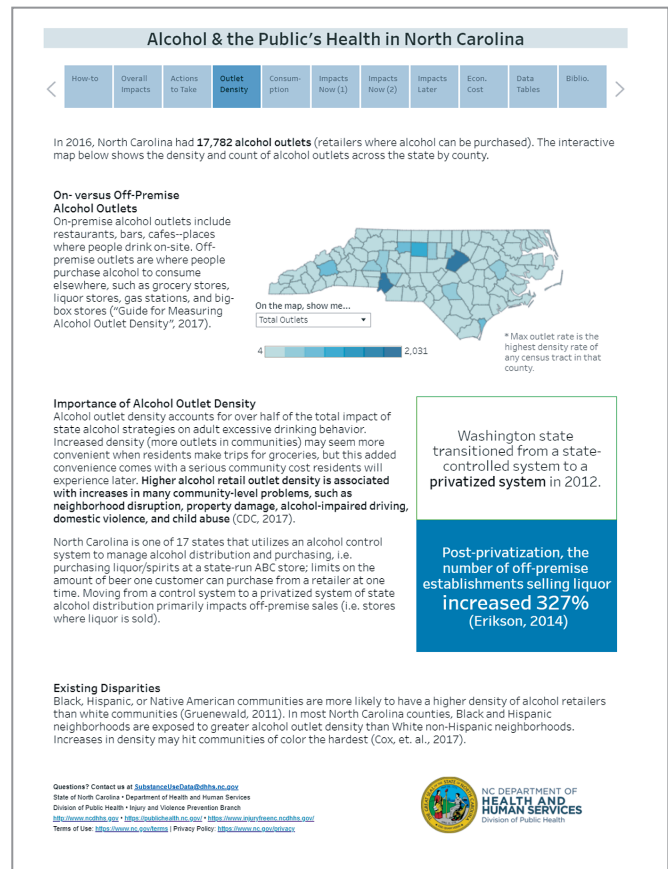 Alcohol & the Public's Health in North Carolina
How-to
Overall
Impacts
Actions
to Take
Outlet
Density
Consum-
ption
Impacts
Now (1)
Impacts
Now (2)
Impacts
Later
Econ.
Cost
Data
Tables
Biblio.
In 2016, North Carolina had 17,782 alcohol outlets (retailers where alcohol can be purchased). The interactive
map below shows the density and count of alcohol outlets across the state by county.
On- versus Off-Premise
Alcohol Outlets
On-premise alcohol outlets include
restaurants, bars, cafes--places
where people drink on-site. Off-
premise outlets are where people
purchase alcohol to consume
elsewhere, such as grocery stores,
liquor stores, gas stations, and big-
box stores ("Guide for Measuring
Alcohol Outlet Density", 2017).
On the map, show me...
Total Outlets
4
2,031
* Max outlet rate is the
highest density rate of
any census tract in that
county.
Importance of Alcohol Outlet Density
Alcohol outlet density accounts for over half of the total impact of
state alcohol strategies on adult excessive drinking behavior.
Increased density (more outlets in communities) may seem more
convenient when residents make trips for groceries, but this added
convenience comes with a serious community cost residents will
experience later. Higher alcohol retail outlet density is associated
with increases in many community-level problems, such as
neighborhood disruption, property damage, alcohol-impaired driving,
domestic violence, and child abuse (CDC, 2017).
North Carolina is one of 17 states that utilizes an alcohol control
system to manage alcohol distribution and purchasing, i.e.
purchasing liquor/spirits at a state-run ABC store; limits on the
amount of beer one customer can purchase from a retailer at one
time. Moving from a control system to a privatized system of state
alcohol distribution primarily impacts off-premise sales (i.e. stores
where liquor is sold).
Washington state
transitioned from a state-
controlled system to a
privatized system in 2012.
Post-privatization, the
number of off-premise
establishments selling liquor
increased 327%
(Erikson, 2014)
Existing Disparities
Black, Hispanic, or Native American communities are more likely to have a higher density of alcohol retailers
than white communities (Gruenewald, 2011). In most North Carolina counties, Black and Hispanic
neighborhoods are exposed to greater alcohol outlet density than White non-Hispanic neighborhoods.
Increases in density may hit communities of color the hardest (Cox, et. al., 2017).
Questions? Contact us at SubstanceUseData@dhhs.nc.gov
State of North Carolina • Department of Health and Human Services
Division of Public Health • Injury and Violence Prevention Branch
http://www.ncdhhs.gov • https://publichealth.nc.gov/ • https://www.injuryfreenc.ncdhhs.gov/
Terms of Use: https://www.nc.gov/terms | Privacy Policy: https://www.nc.gov/privacy
NC DEPARTMENT OF
HEALTH AND
HUMAN SERVICES
Division of Public Health